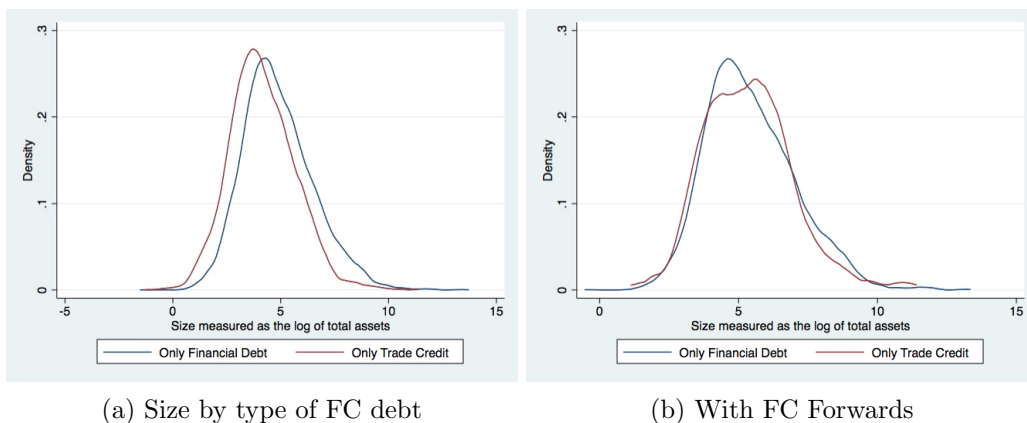 .3
.2
.1
0
Density
-5 0 5 10 15
Size measured as the log of total assets
Only Financial Debt Only Trade Credit
(a) Size by type of FC debt
.3
.2
.1
0
Density
0 5 10 15
Size measured as the log of total assets
Only Financial Debt Only Trade Credit
(b) With FC Forwards